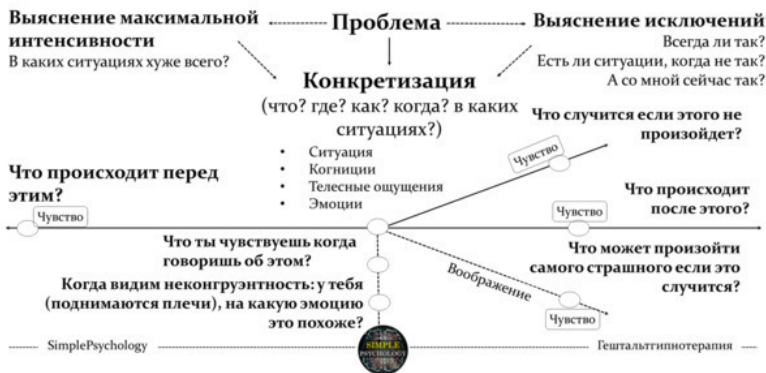 Выяснение максимальной
интенсивности
В каких ситуациях хуже всего?
Проблема
Выяснение исключений
Всегда ли так?
Есть ли ситуации, когда не так?
А со мной сейчас так?
Конкретизация
(что? где? как? когда? в каких
ситуациях?)
• Ситуация
• Когниции
• Телесные ощущения
• Эмоции
Что случится если этого не
произойдет?
Чувство
Что происходит перед
этим?
Чувство
Что происходит
после этого?
Чувство
Что ты чувствуешь когда
говоришь об этом?
Что может произойти
самого страшного если это
случится?
Воображение
Чувство
Когда видим неконгруэнтность: у тебя
(поднимаются плечи), на какую эмоцию
это похоже?
SimplePsychology
SIMPLE
PSYCHOLOGY
Гештальтгипнотерапия